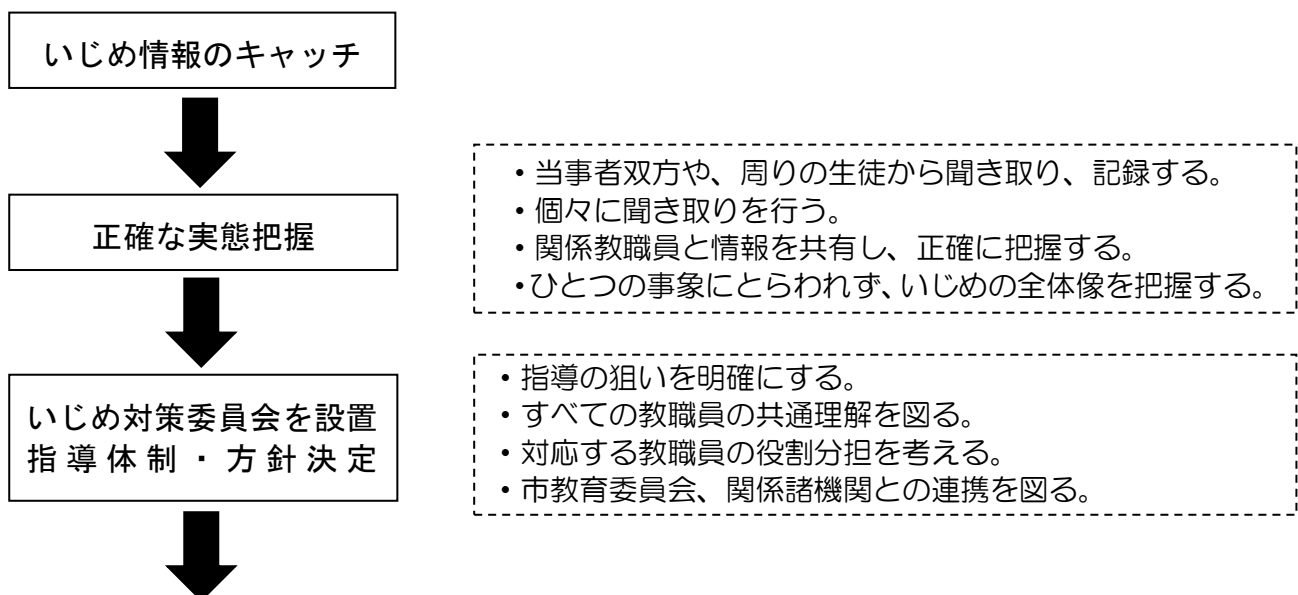 いじめ情報のキャッチ
・当事者双方や、周りの生徒から聞き取り、記録する。
・個々に聞き取りを行う。
正確な実態把握
・関係教職員と情報を共有し、正確に把握する。
・ひとつの事象にとらわれず、いじめの全体像を把握する。
・指導の狙いを明確にする。
いじめ対策委員会を設置
・すべての教職員の共通理解を図る。
指導体制・方針決定
・対応する教職員の役割分担を考える。
・市教育委員会、関係諸機関との連携を図る。